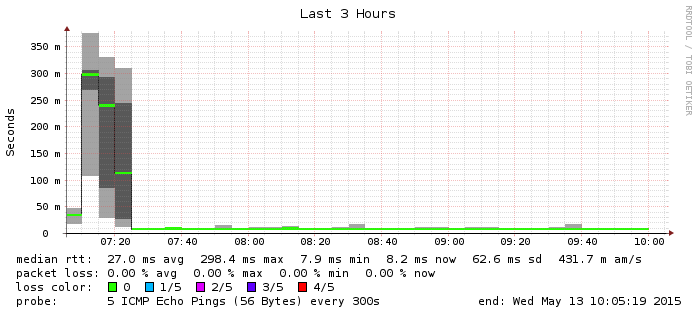 Last 3 Hours
RRDTOOL / TOBI OETIKER
Seconds
350 m
300 m
250 m
200 m
150 m
100 m
50 m
0
07:20 07:40 08:00 08:20 08:40 09:00 09:20 09:40 10:00
median rtt: 27.0 ms avg 298.4 ms max 7.9 ms min 8.2 ms now 62.6 ms sd 431.7 m am/s
packet loss: 0.00 % avg 0.00 % max 0.00 % min 0.00 % now
loss color: 0 1/5 2/5 3/5 4/5
probe: 5 ICMP Echo Pings (56 Bytes) every 300s end: Wed May 13 10:05:19 2015